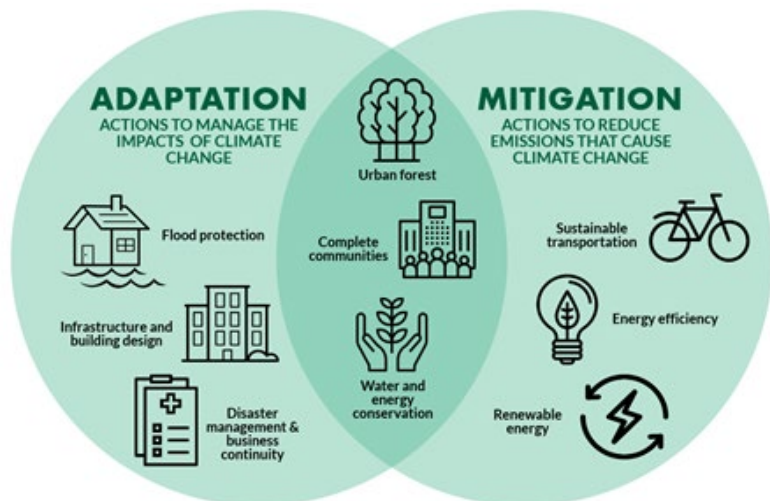 ADAPTATION
ACTIONS TO MANAGE THE
IMPACTS OF CLIMATE
CHANGE
Flood protection
Infrastructure and
building design
Disaster
management &
business
continuity
Urban forest
Complete
communities
Water and
energy
conservation
MITIGATION
ACTIONS TO REDUCE
EMISSIONS THAT CAUSE
CLIMATE CHANGE
Sustainable
transportation
Energy efficiency
Renewable
energy